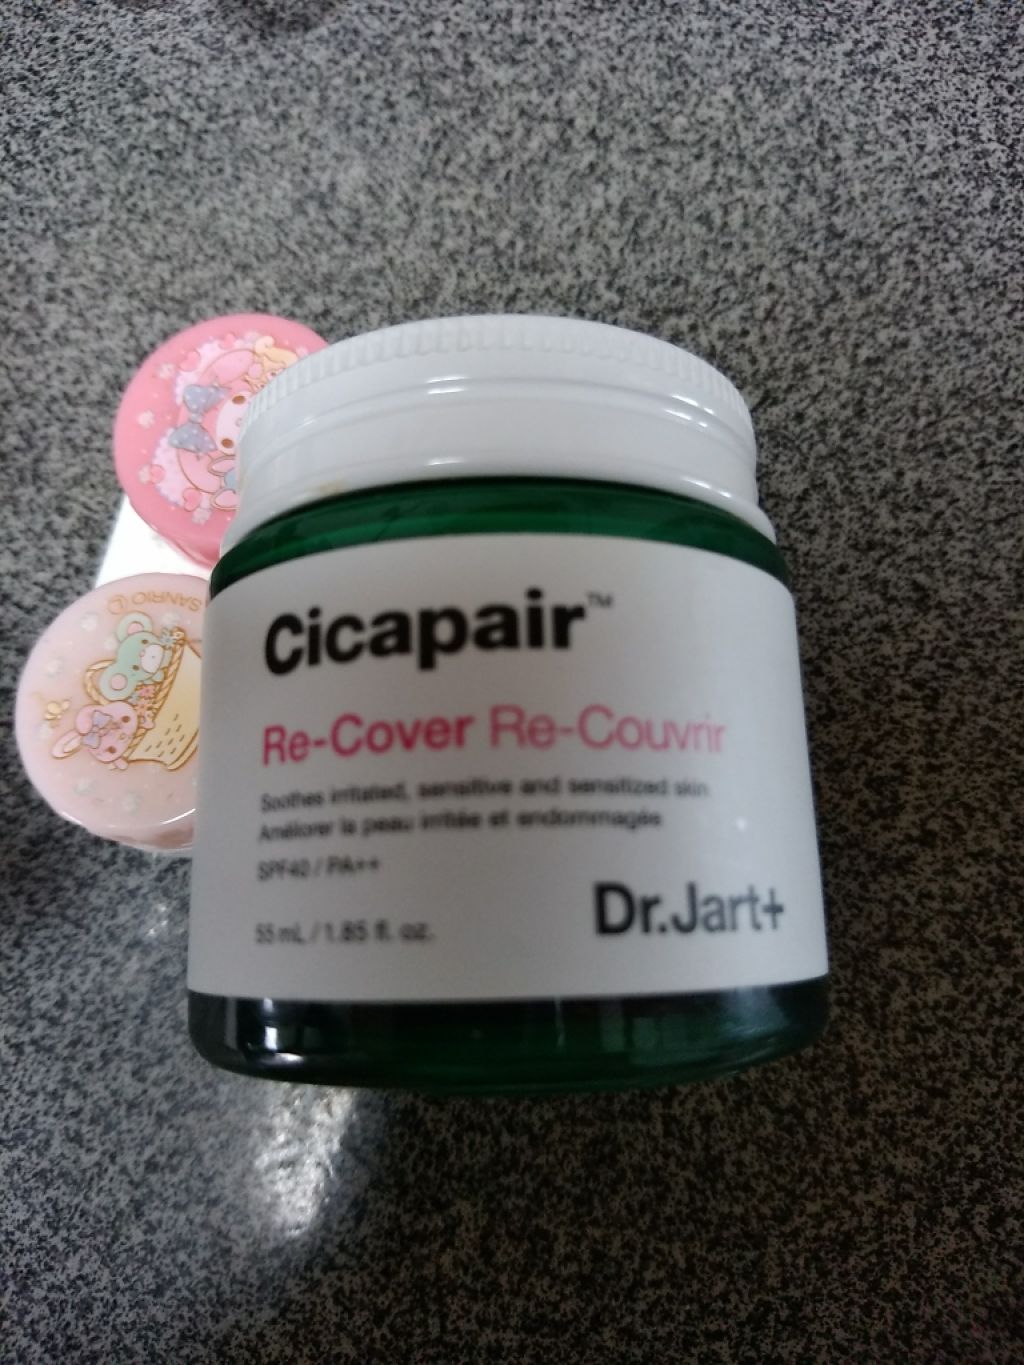 Cicapair™
Re-Cover Re-Couvrir
Soothes irritated, sensitive and sensitized skin
Améliorer la peau irritée et endommagée
SPF40 / PA++
55 mL / 1.85 fl. oz.
Dr.Jart+
SANRIO Ⓛ